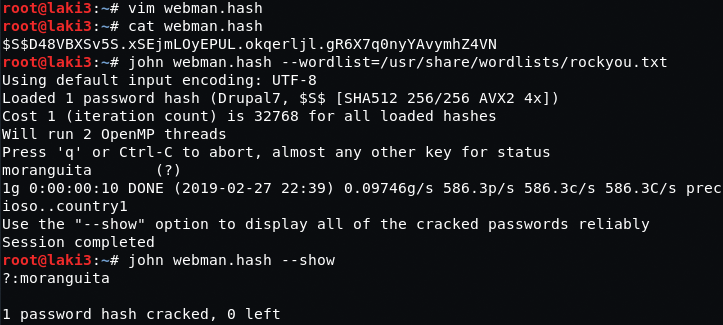 root@laki3:~# vim webman.hash
root@laki3:~# cat webman.hash
$S$D48VBXSv5S.xSEjmLOyEPUL.okqerljl.gR6X7q0nyYAvymhZ4VN
root@laki3:~# john webman.hash --wordlist=/usr/share/wordlists/rockyou.txt
Using default input encoding: UTF-8
Loaded 1 password hash (Drupal7, $S$ [SHA512 256/256 AVX2 4x])
Cost 1 (iteration count) is 32768 for all loaded hashes
Will run 2 OpenMP threads
Press 'q' or Ctrl-C to abort, almost any other key for status
moranguita       (?)
1g 0:00:00:10 DONE (2019-02-27 22:39) 0.09746g/s 586.3p/s 586.3c/s 586.3C/s prec
ioso..country1
Use the "--show" option to display all of the cracked passwords reliably
Session completed
root@laki3:~# john webman.hash --show
?:moranguita

1 password hash cracked, 0 left